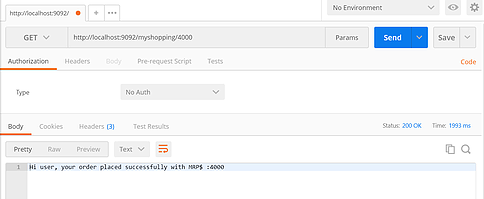 http://localhost:9092/
+
•••
No Environment
GET
http://localhost:9092/myshopping/4000
Params
Send
Save
Authorization
Headers
Body
Pre-request Script
Tests
Code
Type
No Auth
Body
Cookies
Headers (3)
Test Results
Status: 200 OK
Time: 1993 ms
Pretty
Raw
Preview
Text
1
Hi user, your order placed successfully with MRP$ :4000